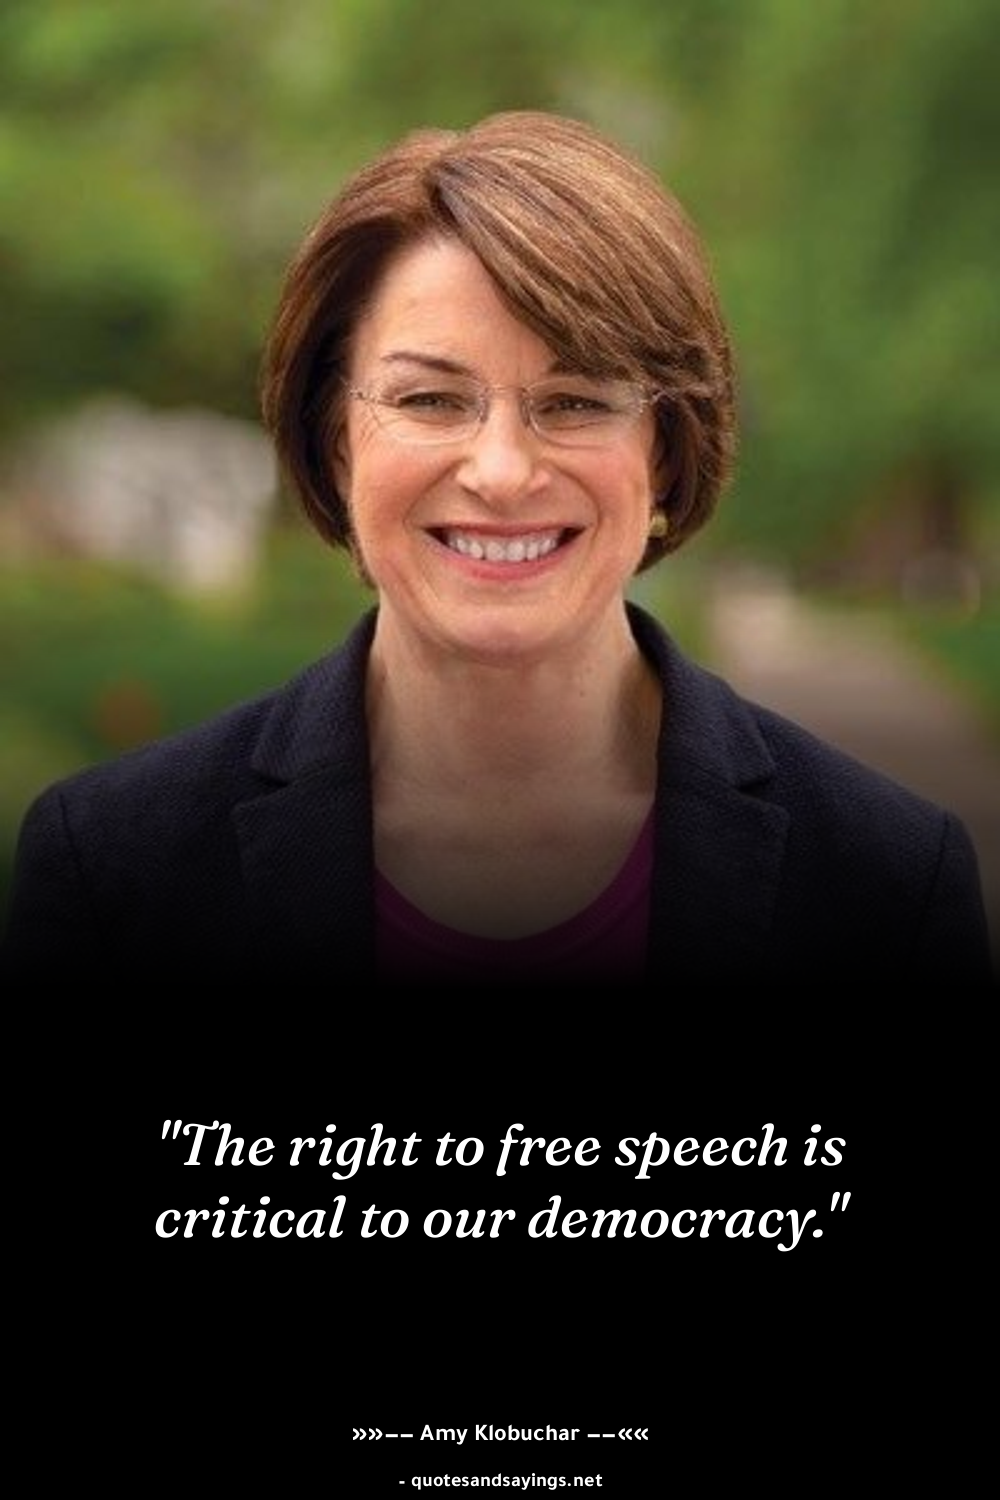 "The right to free speech is
critical to our democracy."
»»−− Amy Klobuchar −−««
- quotesandsayings.net